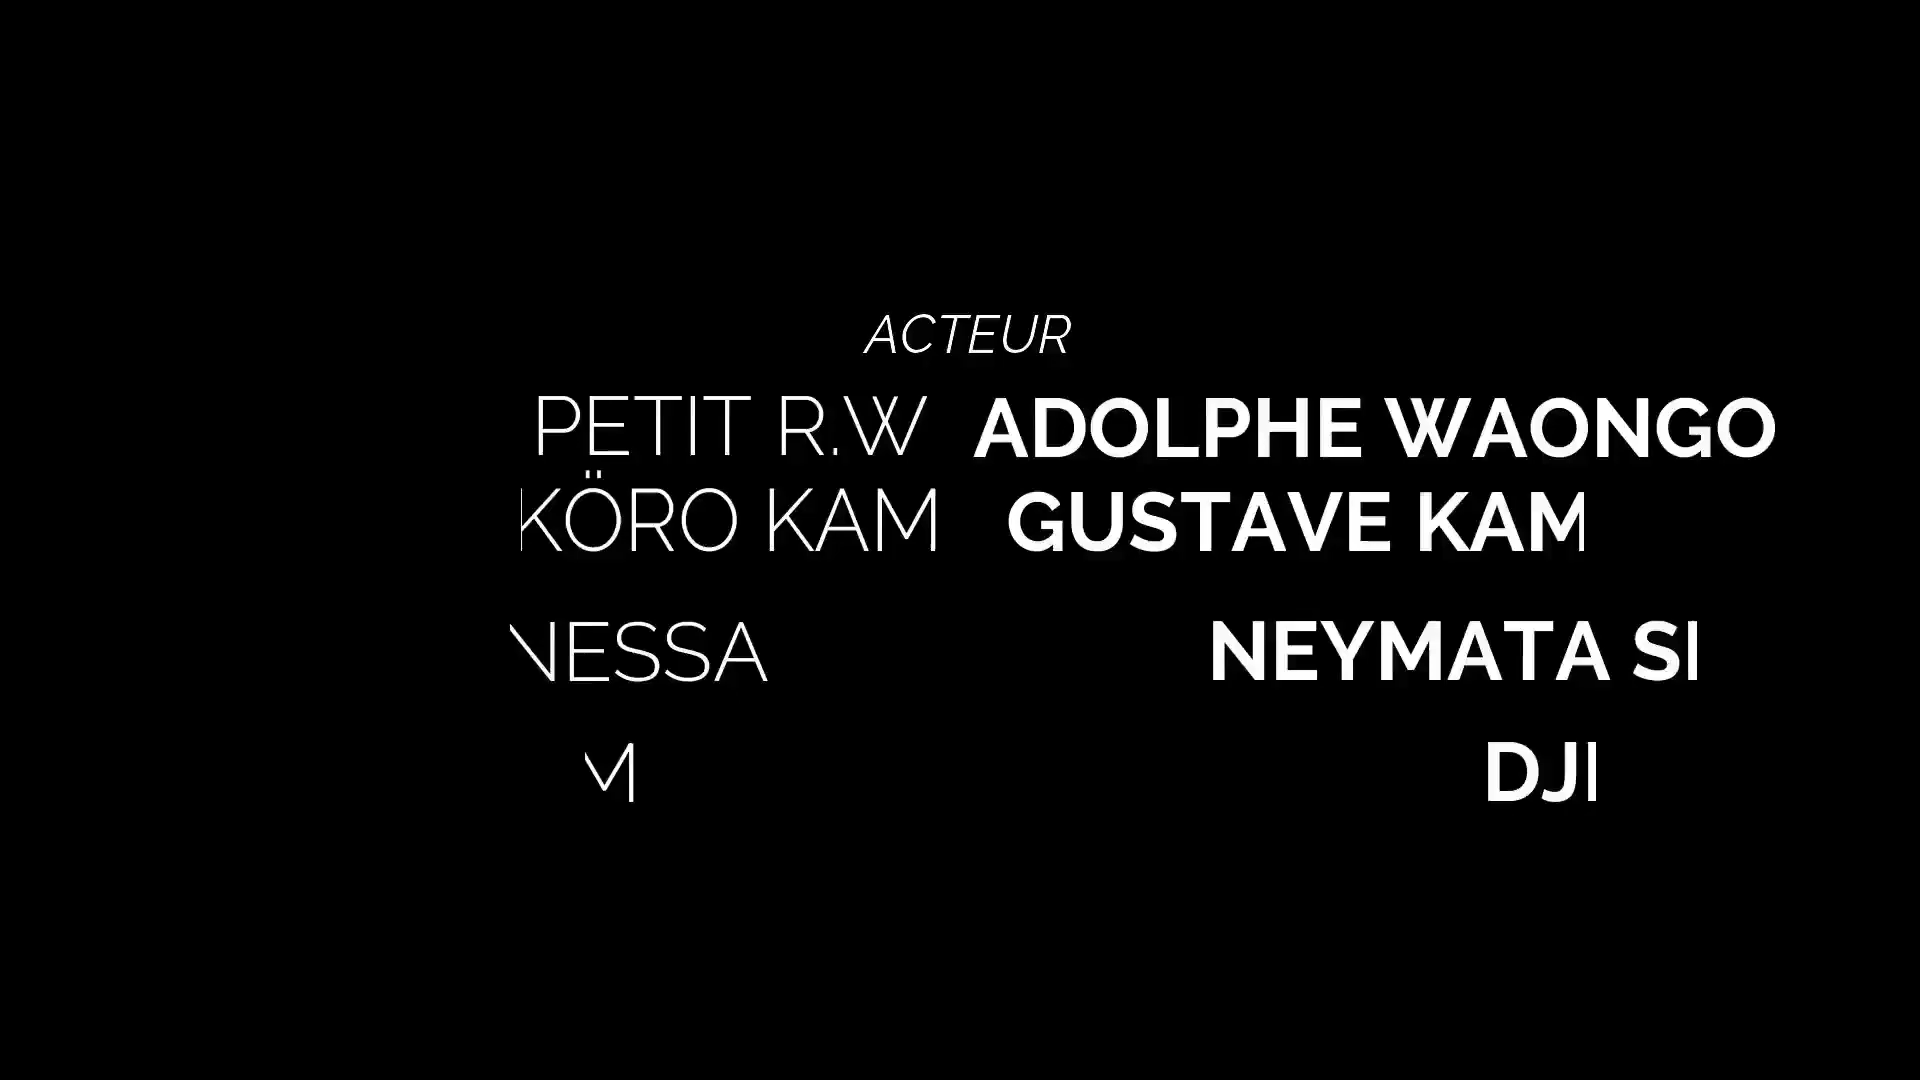 ACTEUR
PETIT R.W ADOLPHE WAONGO
KÖRO KAM GUSTAVE KAM
NESSA NEYMATA SI
M DJI